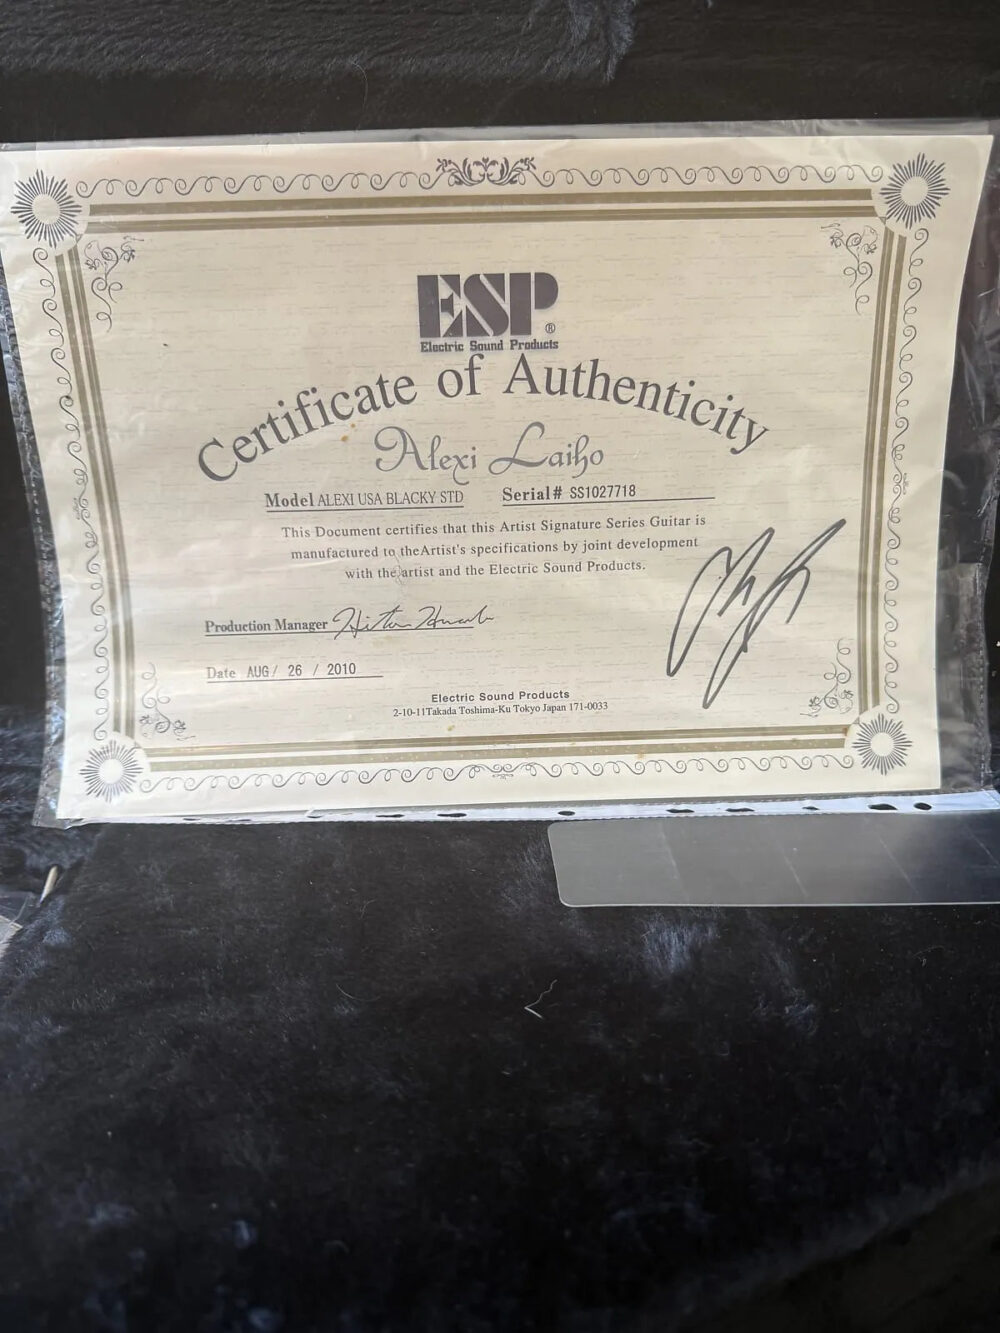 ESP®
Electric Sound Products
Certificate of Authenticity
Alexi Laiho
Model ALEXI USA BLACKY STD Serial# SS1027718
This Document certifies that this Artist Signature Series Guitar is
manufactured to theArtist's specifications by joint development
with the artist and the Electric Sound Products.
Production Manager
Date AUG/ 26 / 2010
Electric Sound Products
2-10-11Takada Toshima-Ku Tokyo Japan 171-0033